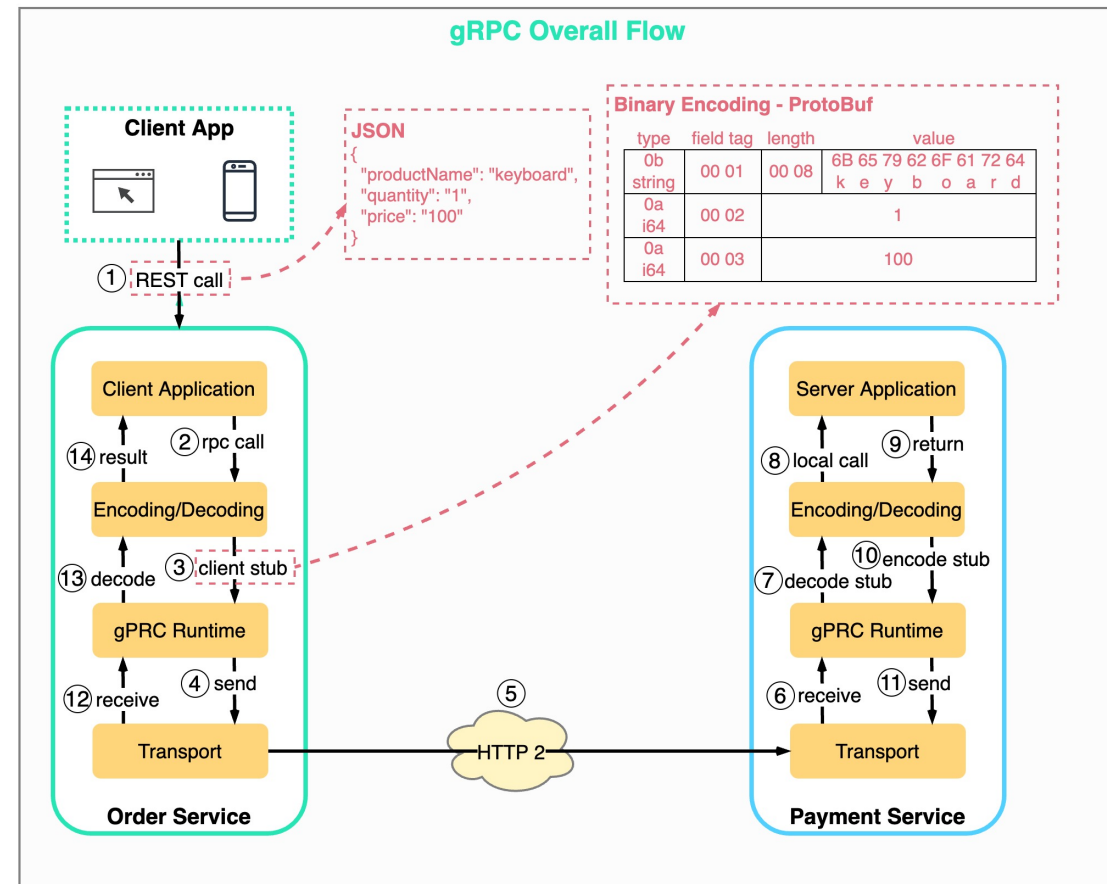 gRPC Overall Flow
Client App
JSON
{
"productName": "keyboard",
"quantity": "1",
"price": "100"
}
Binary Encoding - ProtoBuf
type field tag length value
0b string 00 01 00 08 6B 65 79 62 6F 61 72 64
k e y b o a r d
0a i64 00 02 1
0a i64 00 03 100
1 REST call
Client Application
2 rpc call
14 result
Encoding/Decoding
3 client stub
13 decode
gPRC Runtime
4 send
12 receive
Transport
Order Service
5
HTTP 2
Server Application
8 local call
9 return
Encoding/Decoding
7 decode stub
10 encode stub
gPRC Runtime
6 receive
11 send
Transport
Payment Service